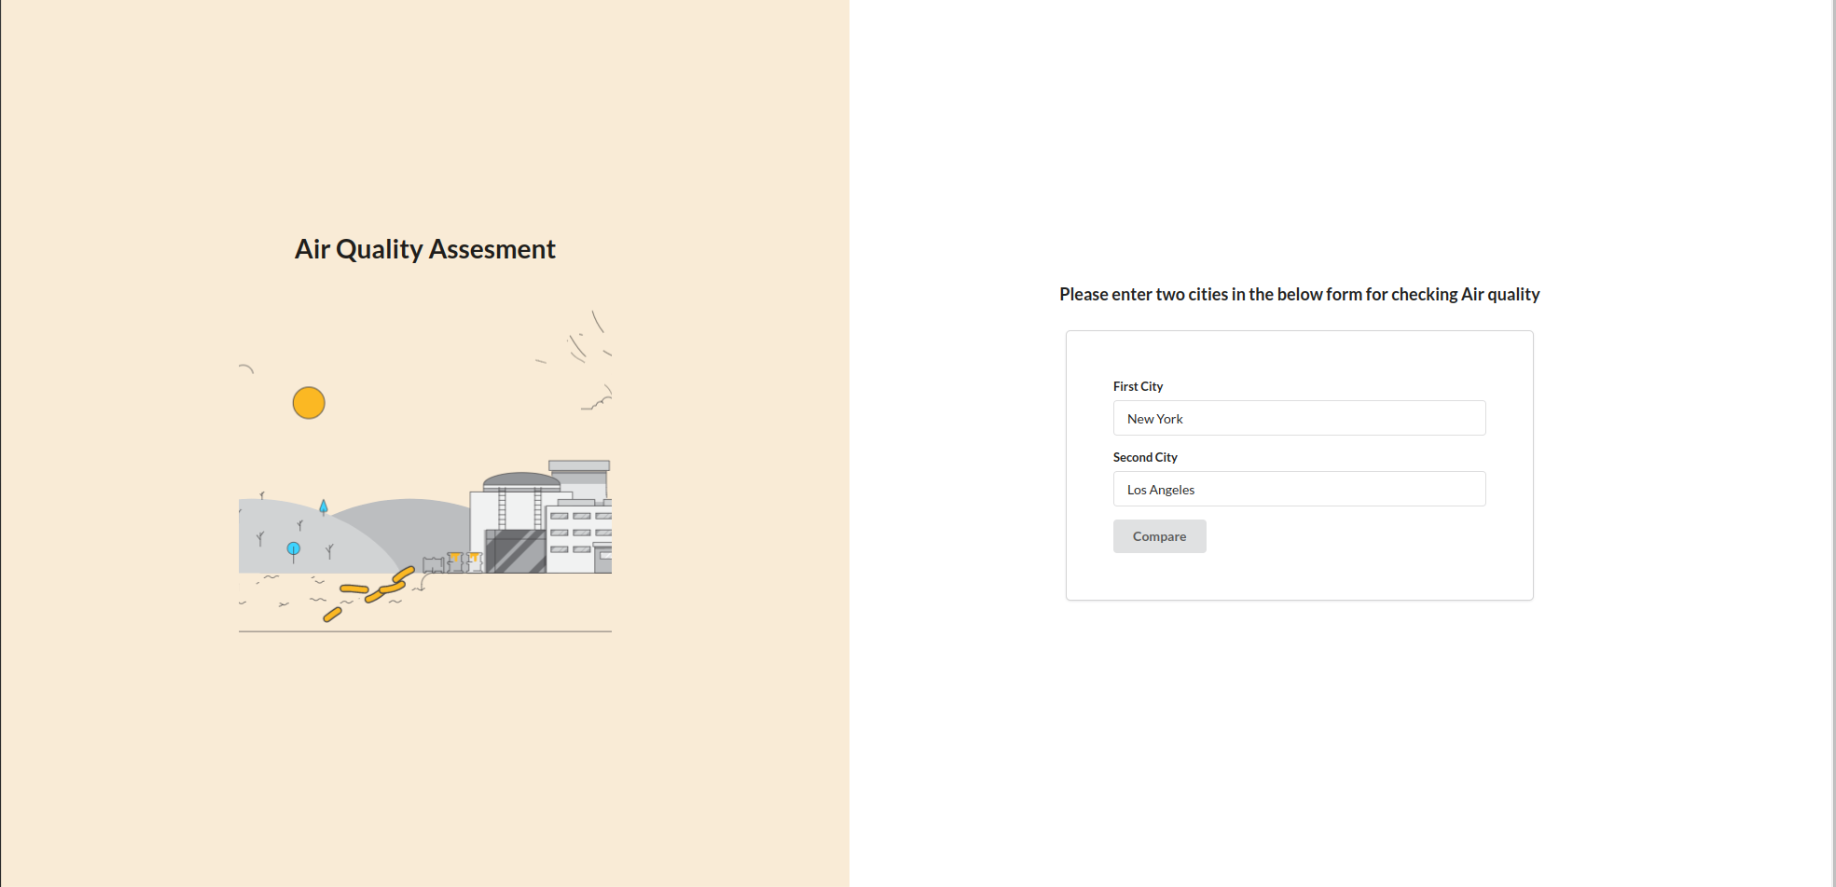 Air Quality Assesment
Please enter two cities in the below form for checking Air quality
First City
New York
Second City
Los Angeles
Compare